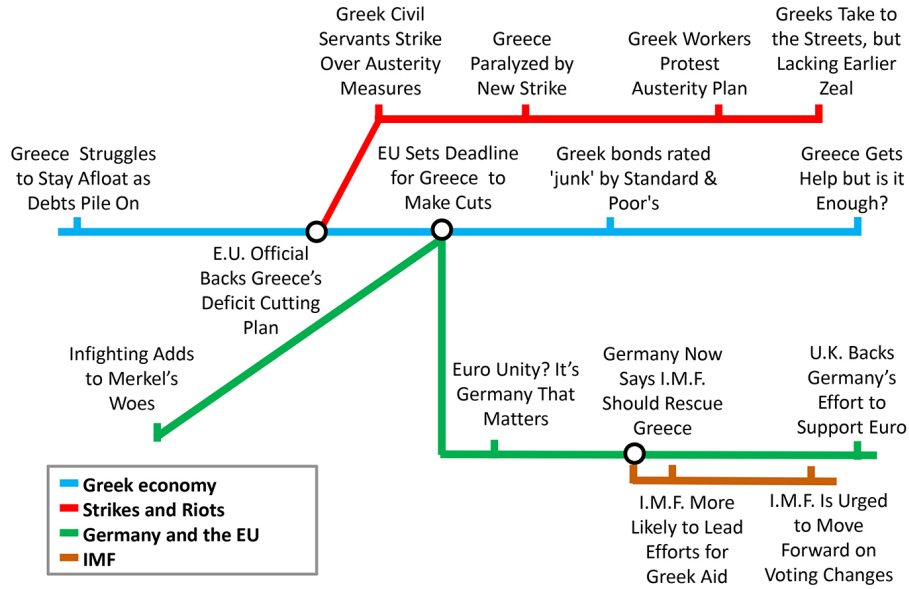 Greek Civil
Servants Strike
Over Austerity
Measures
Greece
Paralyzed by
New Strike
Greek Workers
Protest
Austerity Plan
Greeks Take to
the Streets, but
Lacking Earlier
Zeal
Greece Struggles
to Stay Afloat as
Debts Pile On
EU Sets Deadline
for Greece to
Make Cuts
Greek bonds rated
'junk' by Standard &
Poor's
Greece Gets
Help but is it
Enough?
E.U. Official
Backs Greece’s
Deficit Cutting
Plan
Infighting Adds
to Merkel’s
Woes
Euro Unity? It’s
Germany That
Matters
Germany Now
Says I.M.F.
Should Rescue
Greece
U.K. Backs
Germany’s
Effort to
Support Euro
I.M.F. More
Likely to Lead
Efforts for
Greek Aid
I.M.F. Is Urged
to Move
Forward on
Voting Changes
Greek economy
Strikes and Riots
Germany and the EU
IMF